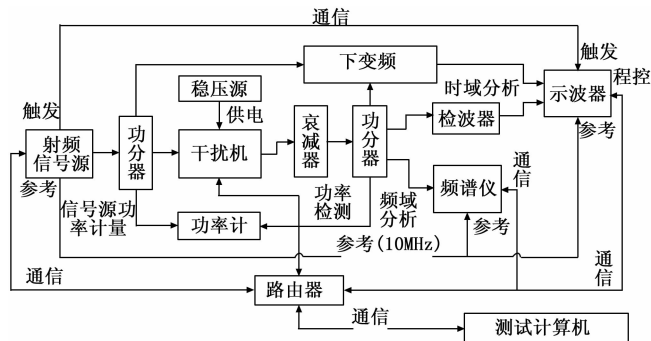 通信
下变频
触发
稳压源
程控
时域分析
示波器
触发
供电
功分器
衰减器
功分器
检波器
参考
射频
信号源
干扰机
通信
参考
功率
检测
频域
分析
频谱仪
信号源功
率计量
功率计
参考
参考(10MHz)
通信
通信
路由器
通信
测试计算机